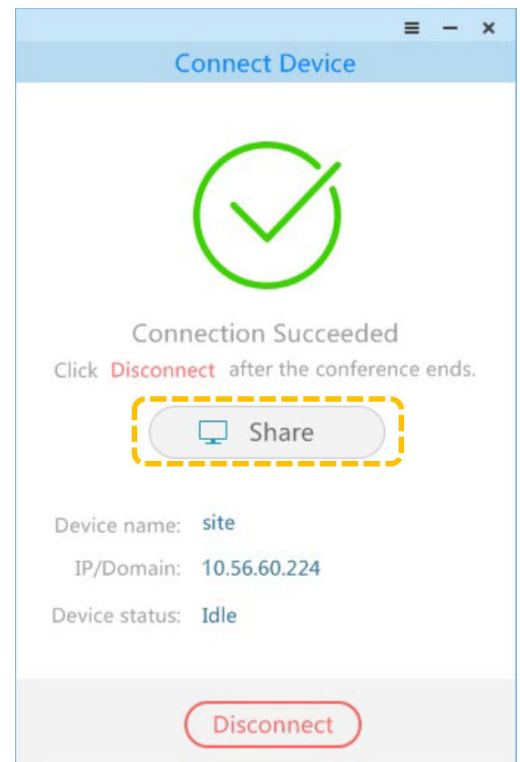 Connect Device
Connection Succeeded
Click Disconnect after the conference ends.
Share
Device name: site
IP/Domain: 10.56.60.224
Device status: Idle
Disconnect